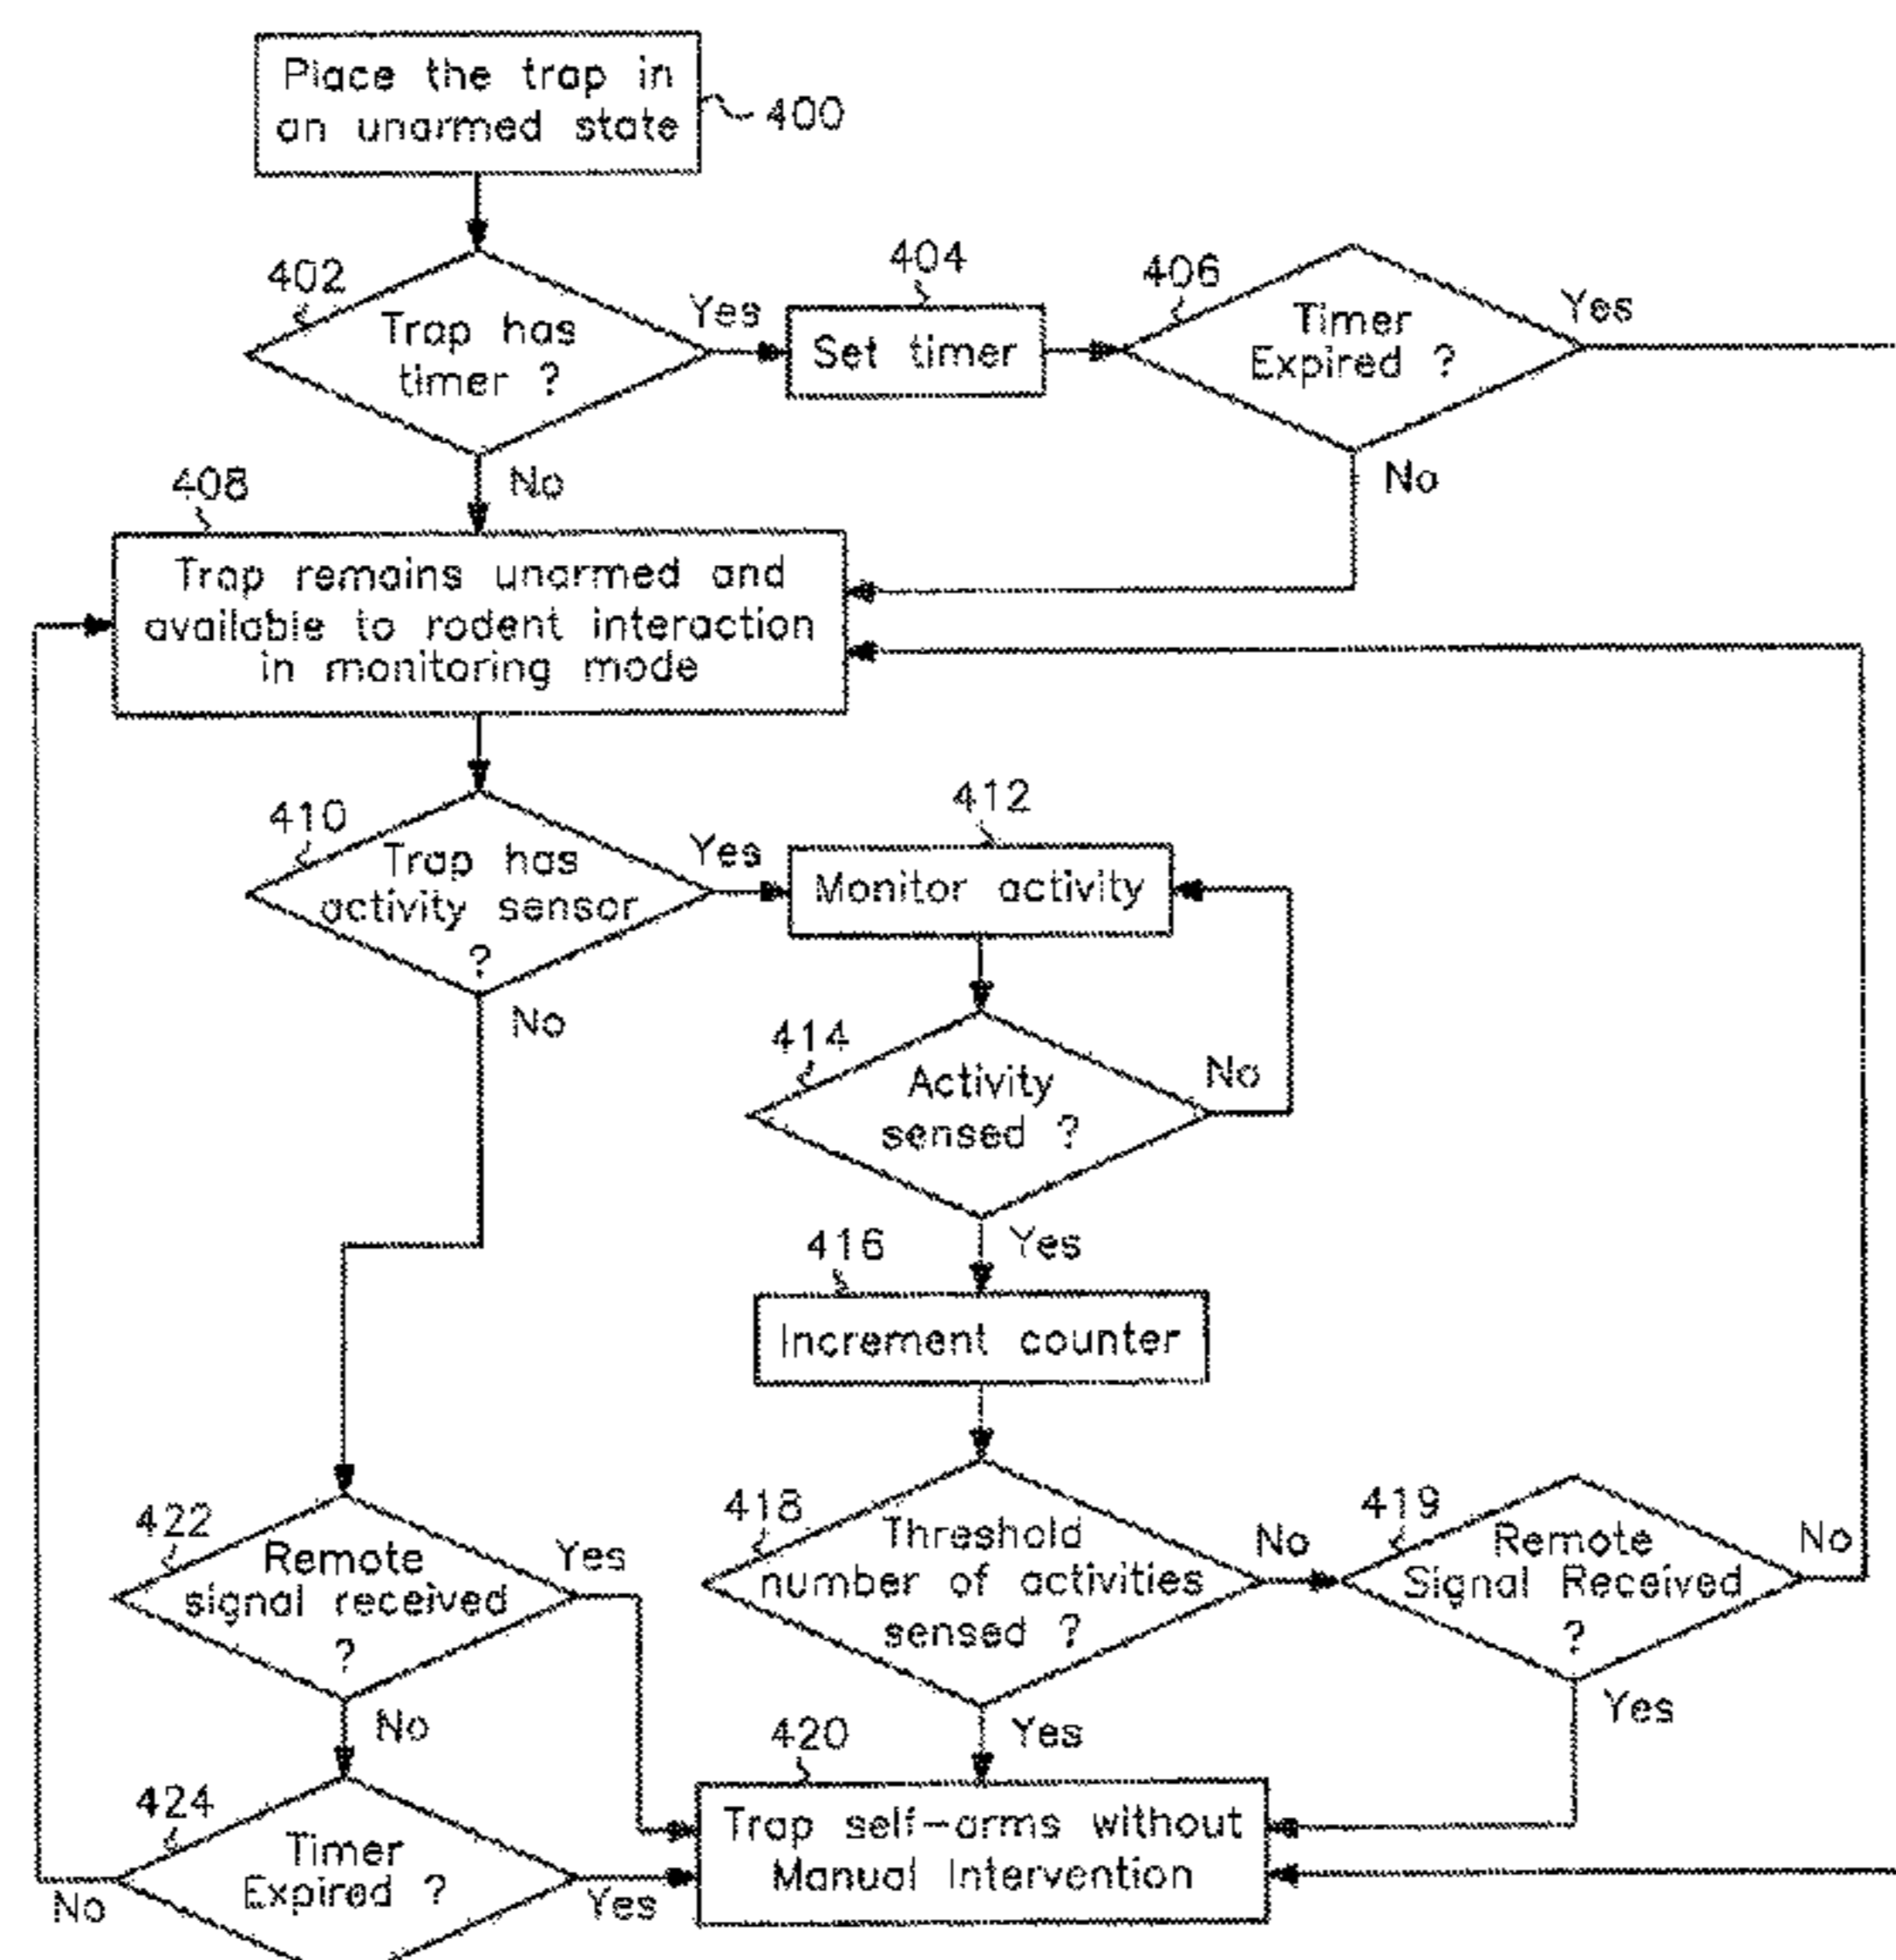 Place the trap in
an unarmed state
400
402
Trap has
timer ?
Yes
No
404
Set timer
406
Timer
Expired ?
Yes
No
408
Trap remains unarmed and
available to rodent interaction
in monitoring mode
410
Trap has
activity sensor
?
Yes
No
412
Monitor activity
414
Activity
sensed ?
No
Yes
416
Increment counter
418
Threshold
number of activities
sensed ?
No
Yes
419
Remote
Signal Received
?
No
Yes
422
Remote
signal received
?
Yes
No
420
Trap self-arms without
Manual Intervention
424
Timer
Expired ?
No
Yes